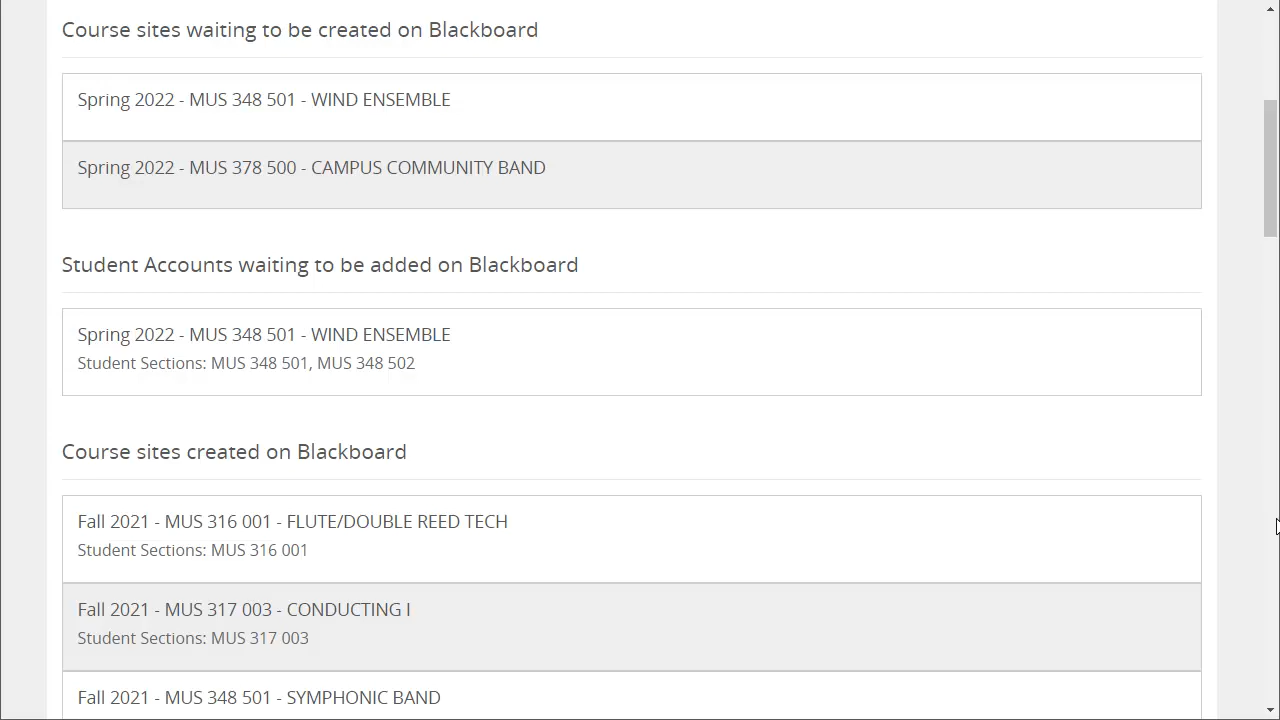 Course sites waiting to be created on Blackboard
Spring 2022 - MUS 348 501 - WIND ENSEMBLE
Spring 2022 - MUS 378 500 - CAMPUS COMMUNITY BAND
Student Accounts waiting to be added on Blackboard
Spring 2022 - MUS 348 501 - WIND ENSEMBLE
Student Sections: MUS 348 501, MUS 348 502
Course sites created on Blackboard
Fall 2021 - MUS 316 001 - FLUTE/DOUBLE REED TECH
Student Sections: MUS 316 001
Fall 2021 - MUS 317 003 - CONDUCTING I
Student Sections: MUS 317 003
Fall 2021 - MUS 348 501 - SYMPHONIC BAND